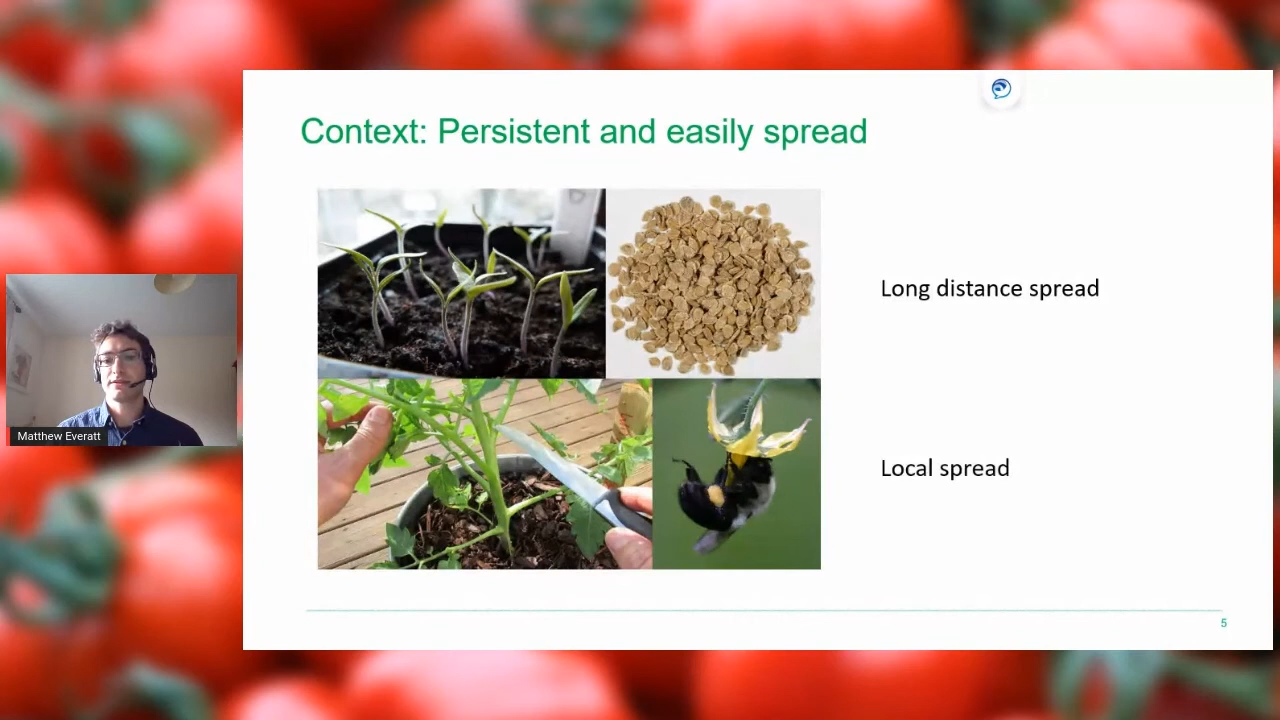 Context: Persistent and easily spread
Long distance spread
Matthew Everatt
Local spread
5